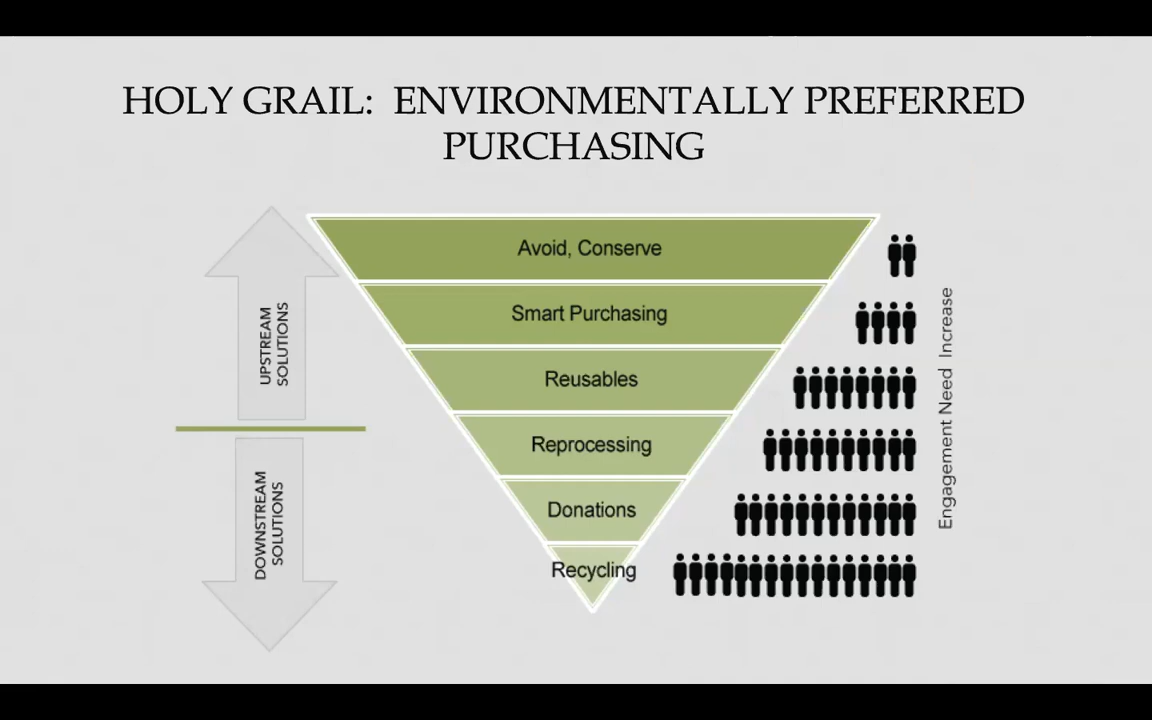 HOLY GRAIL: ENVIRONMENTALLY PREFERRED
PURCHASING
UPSTREAM
SOLUTIONS
DOWNSTREAM
SOLUTIONS
Avoid, Conserve
Smart Purchasing
Reusables
Reprocessing
Donations
Recycling
Engagement Need Increase